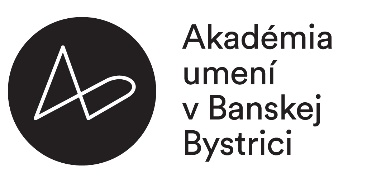 Akadémia
umení
v Banskej
Bystrici